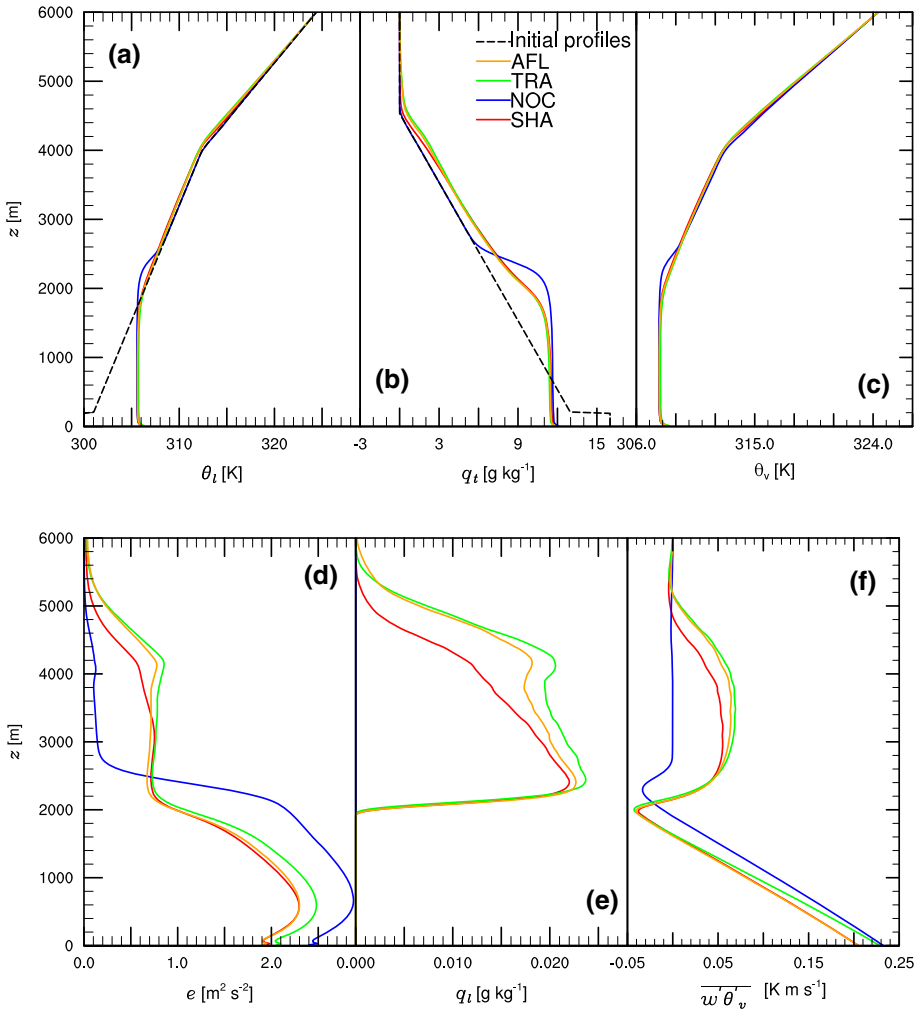 6000
5000
4000
3000
2000
1000
0
z [m]
(a)
(b)
(c)
Initial profiles
AFL
TRA
NOC
SHA
300
310
320
-3
3
9
15
306.0
315.0
324.0
θl [K]
qt [g kg-1]
θv [K]
6000
5000
4000
3000
2000
1000
0
z [m]
(d)
(e)
(f)
0.0
1.0
2.0
0.000
0.010
0.020
-0.05
0.05
0.15
0.25
e [m2 s-2]
ql [g kg-1]
w'θ'v [K m s-1]